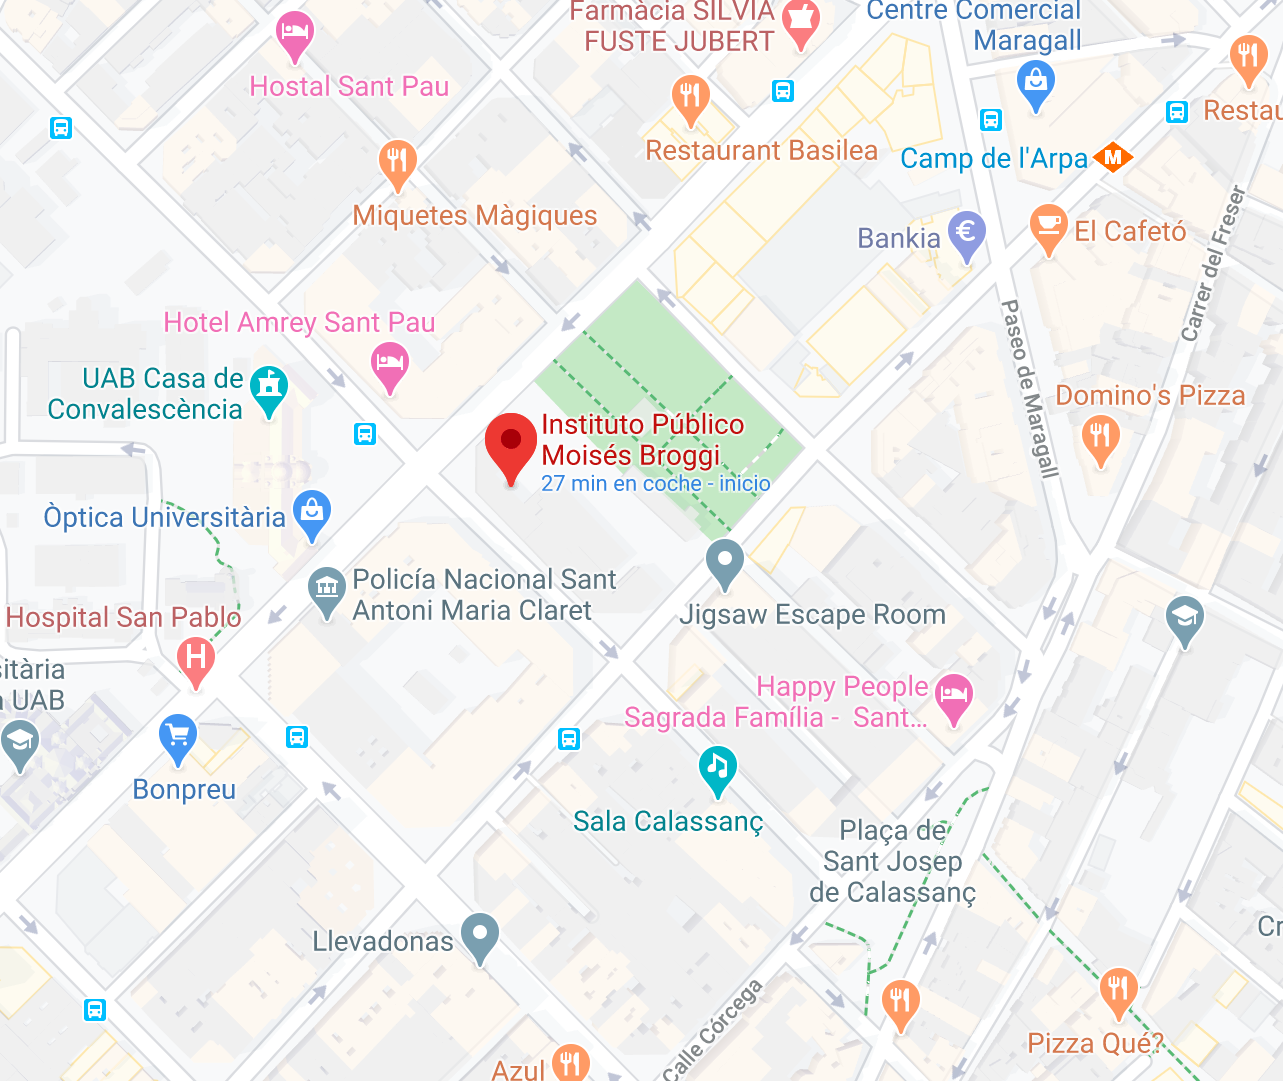 Farmàcia SILVIA
FUSTE JUBERT
Centre Comercial
Maragall
Hostal Sant Pau
Restaurant Basilea
Camp de l'Arpa
M
Miquetes Màgiques
Bankia
€
El Cafetó
Carrer del Freser
Hotel Amrey Sant Pau
Paseo de Maragall
UAB Casa de
Convalescència
Domino's Pizza
Instituto Público
Moisés Broggi
27 min en coche - inicio
Òptica Universitària
Policía Nacional Sant
Antoni Maria Claret
Jigsaw Escape Room
Hospital San Pablo
H
UAB
Happy People
Sagrada Família - Sant...
Bonpreu
Sala Calassanç
Plaça de
Sant Josep
de Calassanç
Llevadonas
Calle Córcega
Pizza Qué?
Azul